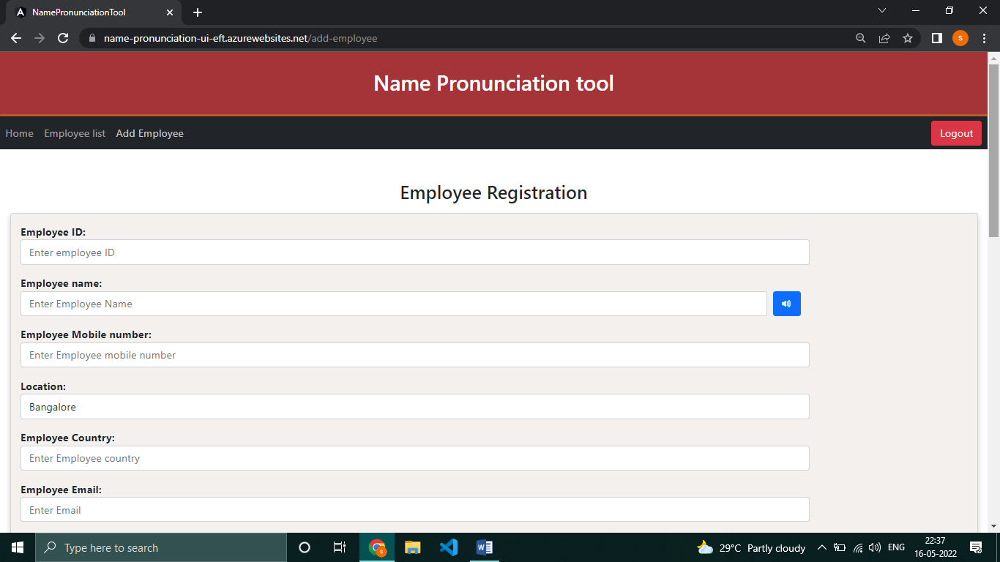 NamePronunciationTool
name-pronunciation-ui-eft.azurewebsites.net/add-employee
S
Name Pronunciation tool
Home Employee list Add Employee Logout
Employee Registration
Employee ID:
Enter employee ID
Employee name:
Enter Employee Name
Employee Mobile number:
Enter Employee mobile number
Location:
Bangalore
Employee Country:
Enter Employee country
Employee Email:
Enter Email
Type here to search
29°C Partly cloudy
ENG
22:37
16-05-2022